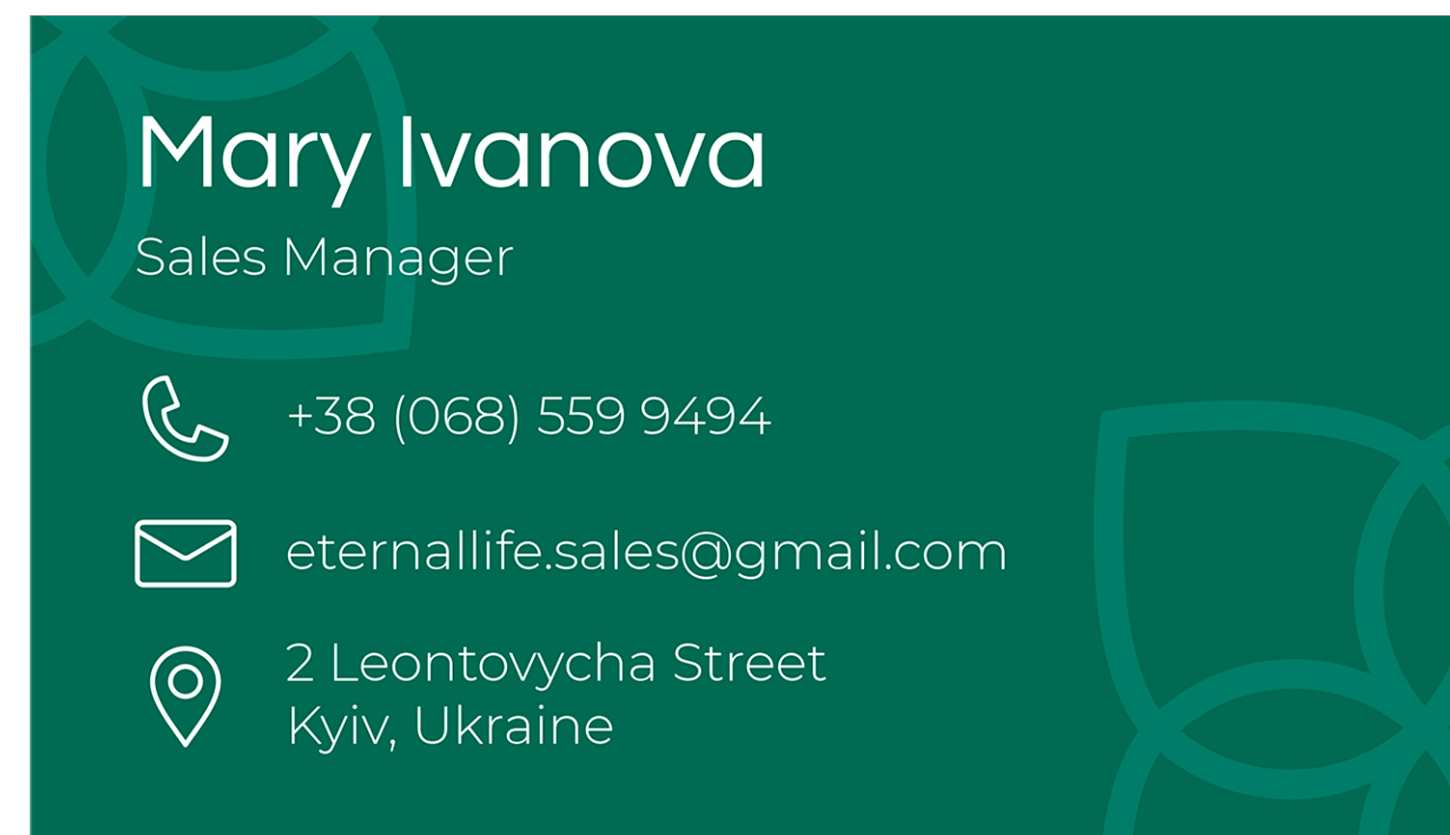 Mary Ivanova
Sales Manager
+38 (068) 559 9494
eternallife.sales@gmail.com
2 Leontovycha Street
Kyiv, Ukraine